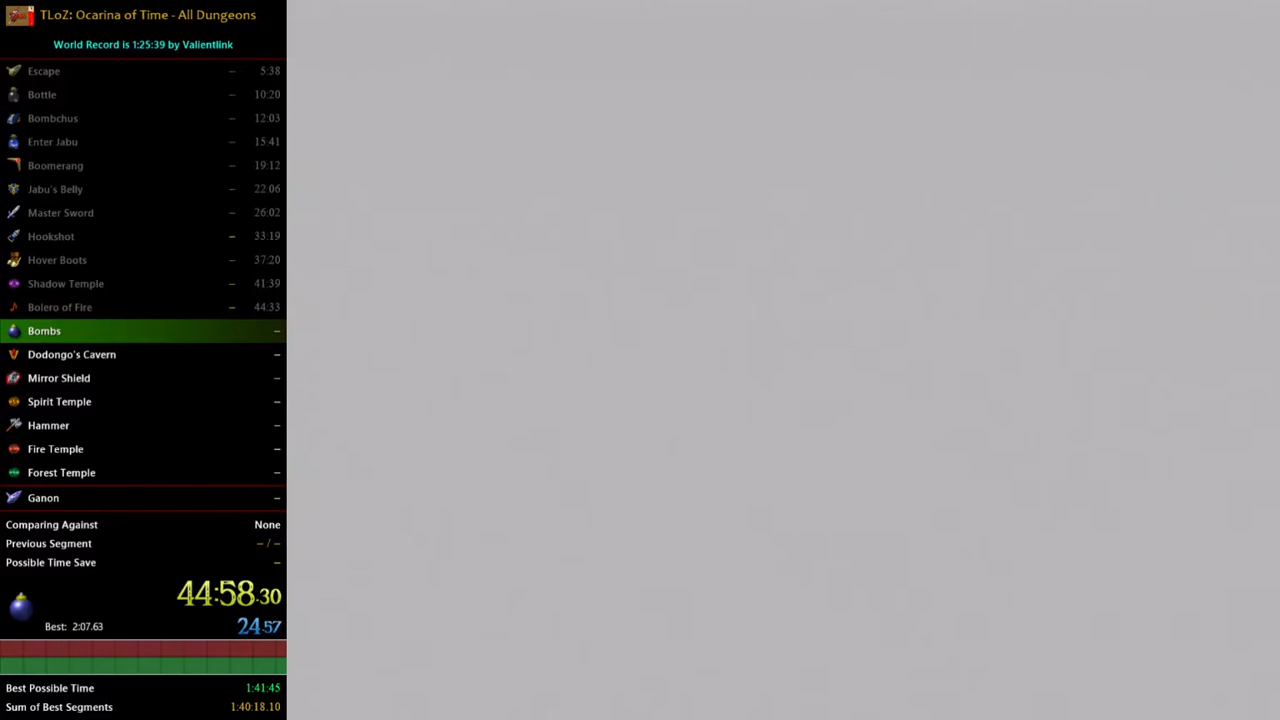 TLoZ: Ocarina of Time - All Dungeons
World Record is 1:25:39 by Valientlink
Escape — 5:38
Bottle — 10:20
Bombchus — 12:03
Enter Jabu — 15:41
Boomerang — 19:12
Jabu's Belly — 22:06
Master Sword — 26:02
Hookshot — 33:19
Hover Boots — 37:20
Shadow Temple — 41:39
Bolero of Fire — 44:33
Bombs —
Dodongo's Cavern —
Mirror Shield —
Spirit Temple —
Hammer —
Fire Temple —
Forest Temple —
Ganon —
Comparing Against None
Previous Segment — / —
Possible Time Save —
44:58.30
Best: 2:07.63 24.57
Best Possible Time 1:41:45
Sum of Best Segments 1:40:18.10